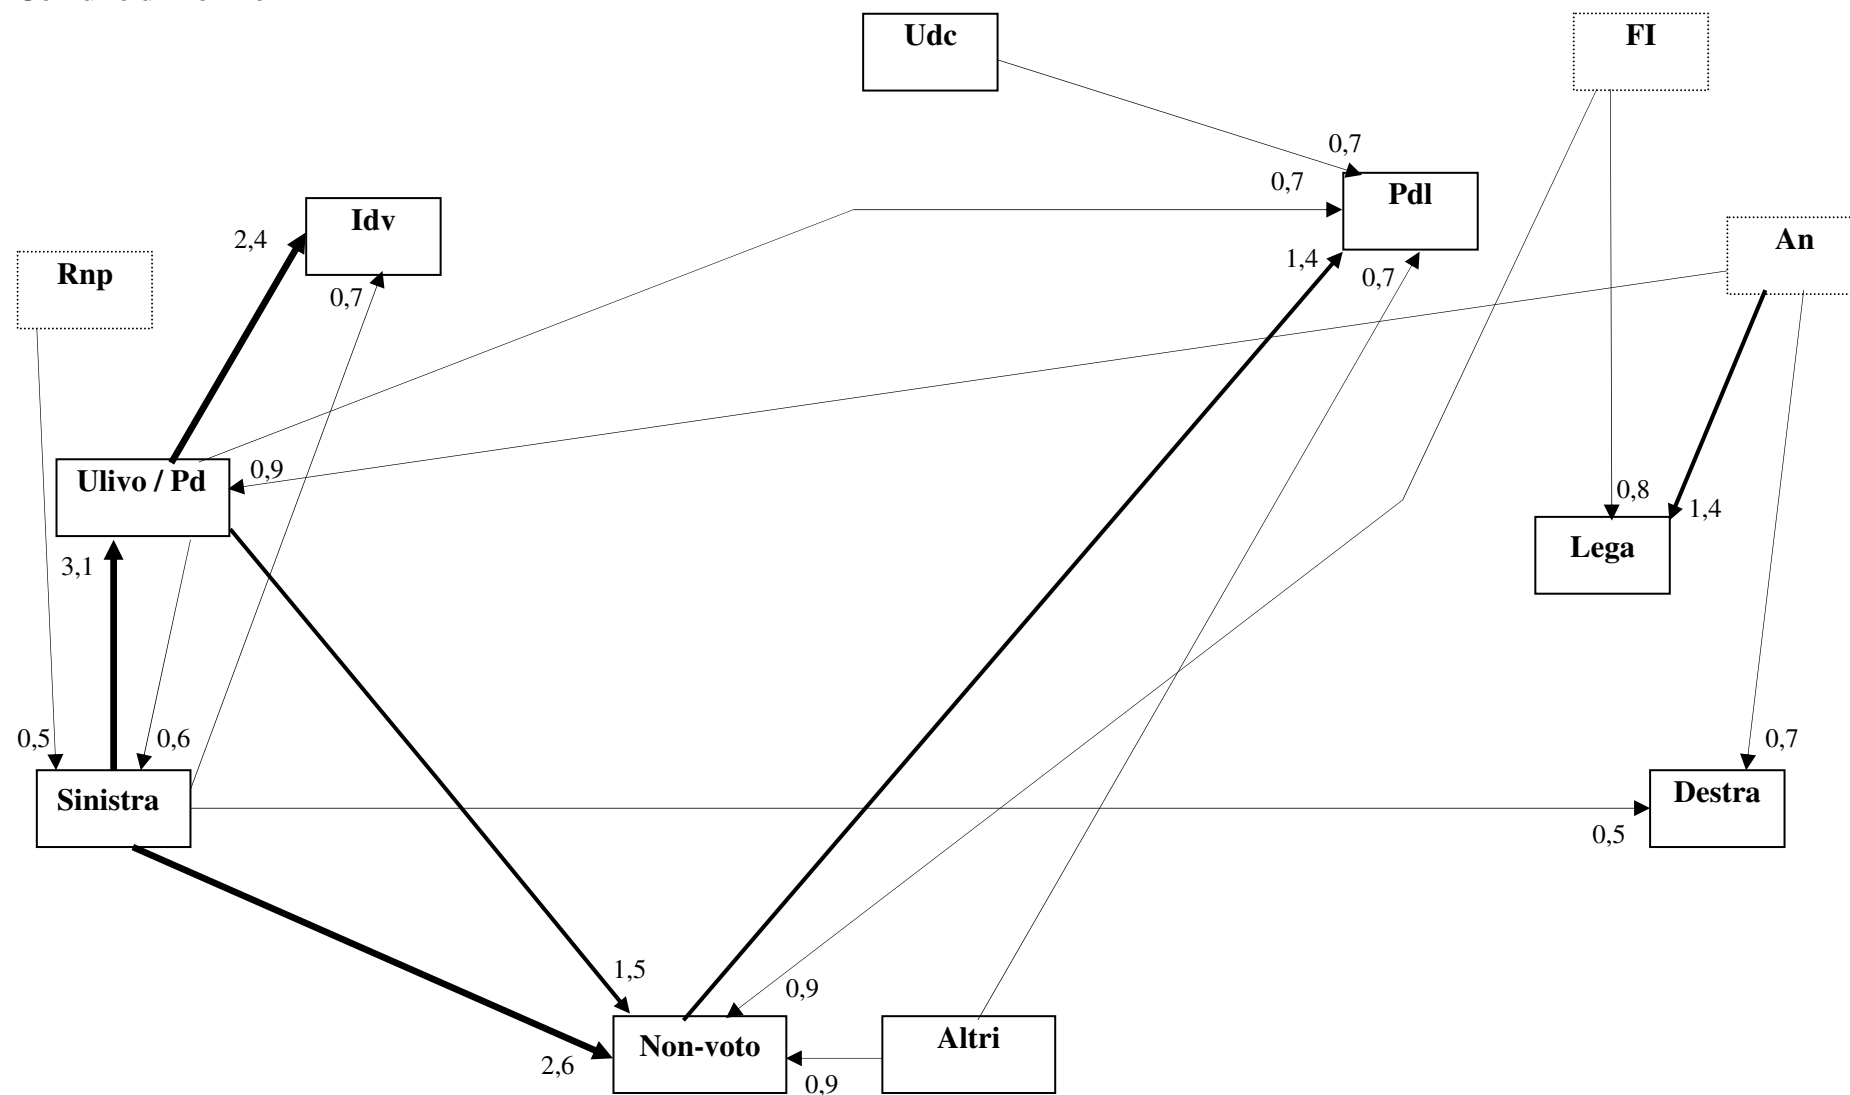 Udc
FI
0,7
0,7
Pdl
Idv
2,4
An
Rnp
0,7
1,4
0,7
Ulivo / Pd
0,9
0,8
1,4
Lega
3,1
0,5
0,6
0,7
Sinistra
Destra
0,5
1,5
0,9
Non-voto
Altri
2,6
0,9